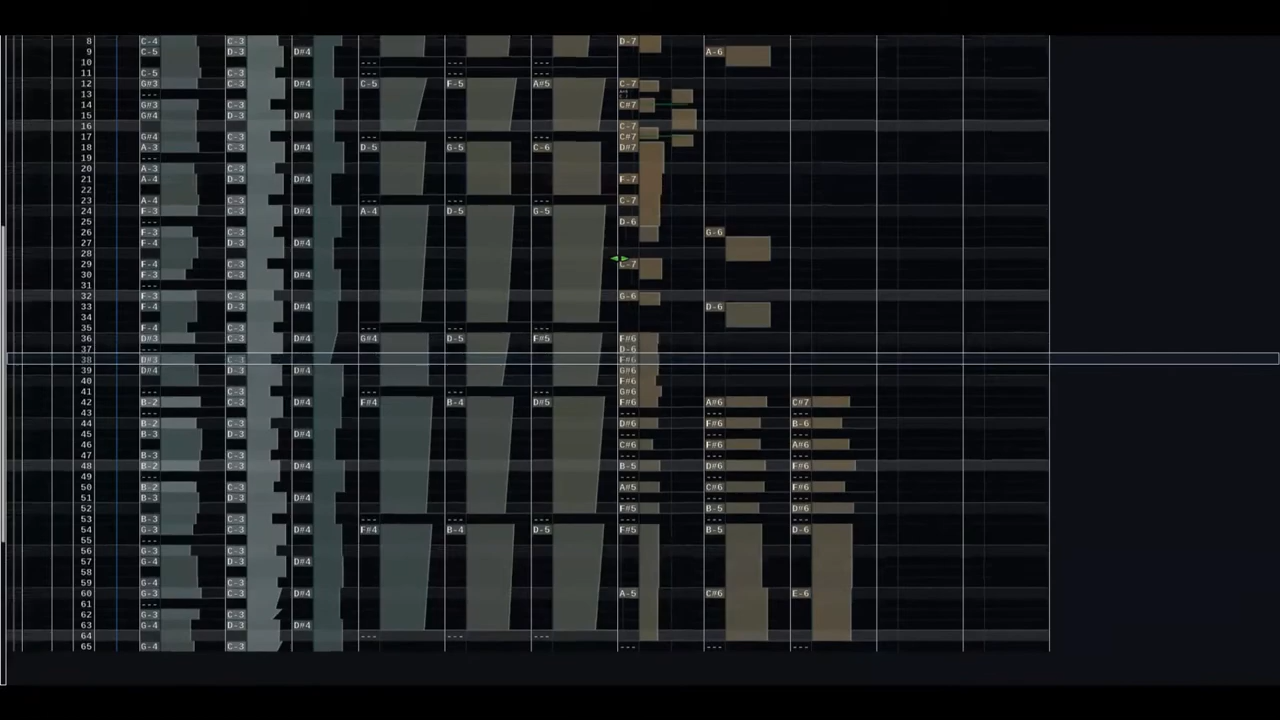 8 C-4 C-3 D-7
9 C-5 D-3 D#4 A-6
10 --- --- ---
11 C-5 C-3 --- --- ---
12 G#3 C-3 D#4 C-5 F-5 A#5 C-7
13 --- C-3
14 G#3 C-3 C#7
15 G#4 D-3 D#4
16 C-7
17 G#4 C-3 --- --- --- C#7
18 A-3 C-3 D#4 D-5 G-5 C-6 D#7
19 ---
20 A-3 C-3
21 A-4 D-3 D#4 F-7
22
23 A-4 C-3 --- --- --- C-7
24 F-3 C-3 D#4 A-4 D-5 G-5
25 --- D-6
26 F-3 C-3 G-6
27 F-4 D-3 D#4
28
29 F-4 C-3 C-7
30 F-3 C-3 D#4
31 ---
32 F-3 C-3 G-6
33 F-4 D-3 D#4 D-6
34
35 F-4 C-3 --- --- ---
36 D#3 C-3 D#4 G#4 D-5 F#5 F#6
37 --- D-6
38 D#3 C-3 F#6
39 D#4 D-3 D#4 G#6
40 F#6
41 --- C-3 --- --- --- G#6
42 B-2 C-3 D#4 F#4 B-4 D#5 F#6 A#6 C#7
43 --- --- --- ---
44 B-2 C-3 D#6 F#6 B-6
45 B-3 D-3 D#4 --- --- ---
46 C#6 F#6 A#6
47 B-3 C-3 --- --- ---
48 B-2 C-3 D#4 B-5 D#6 F#6
49 --- --- --- ---
50 B-2 C-3 A#5 C#6 F#6
51 B-3 D-3 D#4 --- --- ---
52 F#5 B-5 D#6
53 B-3 C-3 --- --- --- --- --- ---
54 G-3 C-3 D#4 F#4 B-4 D-5 F#5 B-5 D-6
55 ---
56 G-3 C-3
57 G-4 D-3 D#4
58
59 G-4 C-3
60 G-3 C-3 D#4 A-5 C#6 E-6
61 ---
62 G-3 C-3
63 G-4 D-3 D#4
64 --- --- ---
65 G-4 C-3 --- --- ---